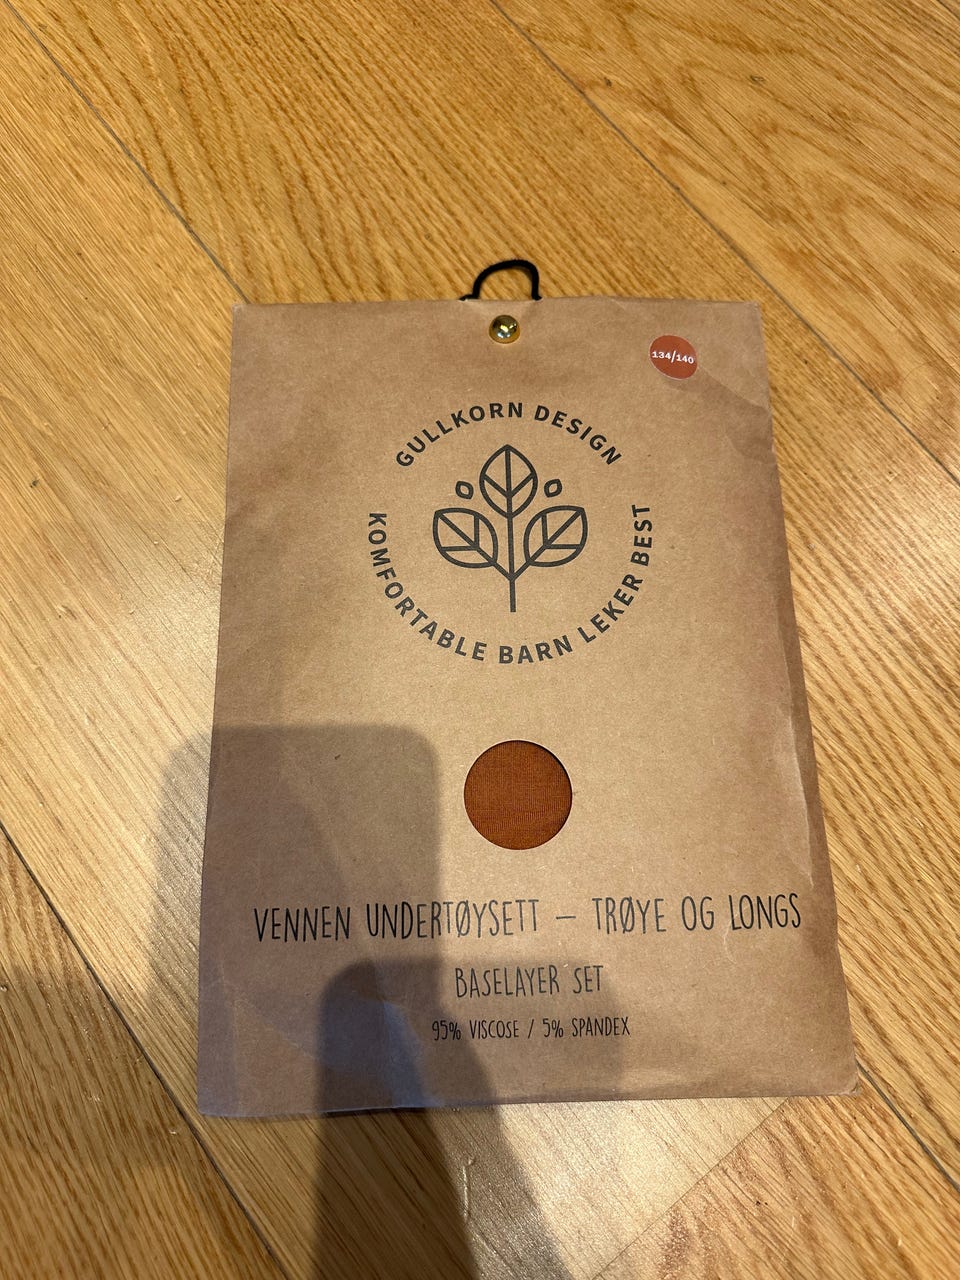 134/140
GULLKORN DESIGN
KOMFORTABLE BARN LEKER BEST
VENNEN UNDERTØYSETT – TRØYE OG LONGS
BASELAYER SET
95% VISCOSE / 5% SPANDEX